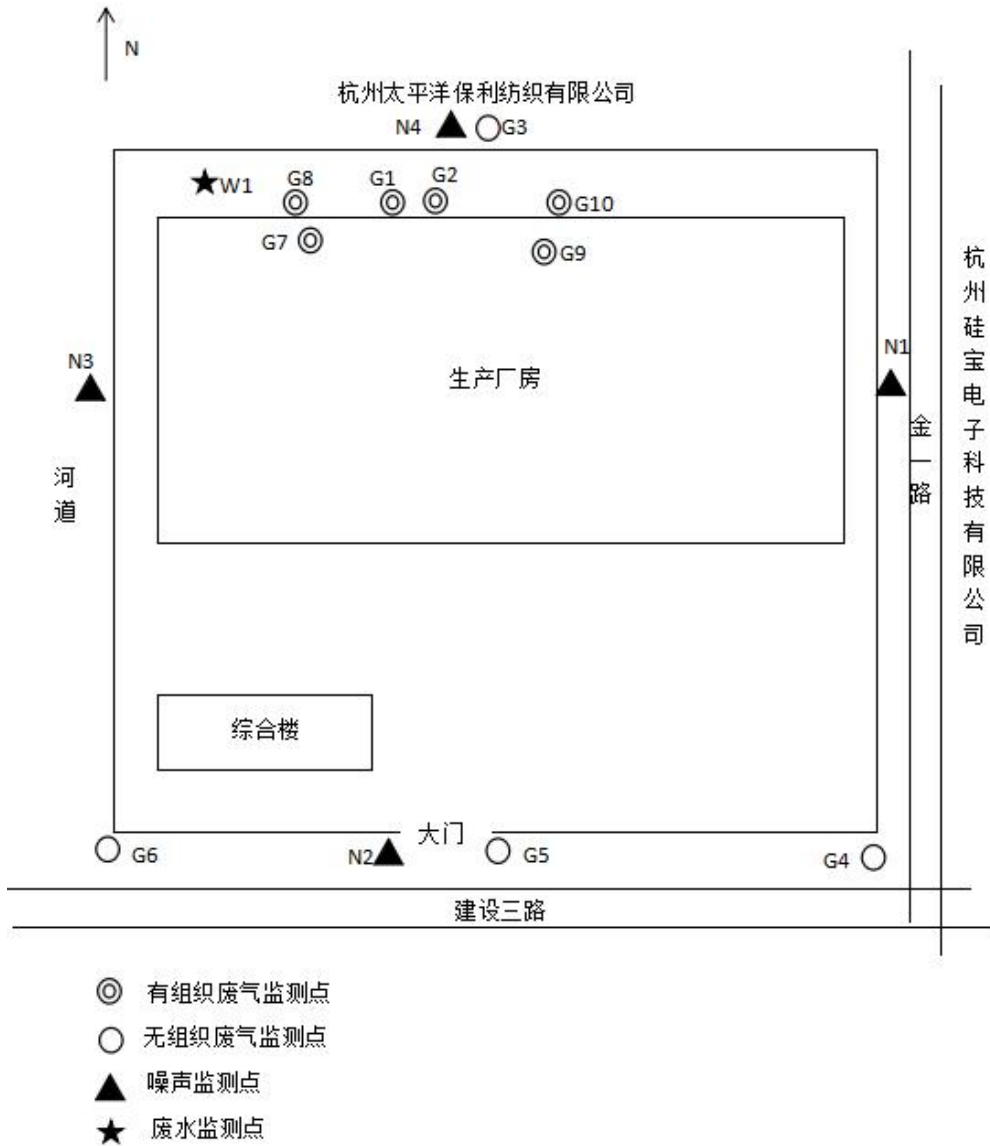 N
杭州太平洋保利纺织有限公司
N4
G3
W1
G8
G1
G2
G10
G7
G9
N3
生产厂房
N1
河道
金一路
杭州硅宝电子科技有限公司
综合楼
大门
G6
N2
G5
G4
建设三路
有组织废气监测点
无组织废气监测点
噪声监测点
废水监测点